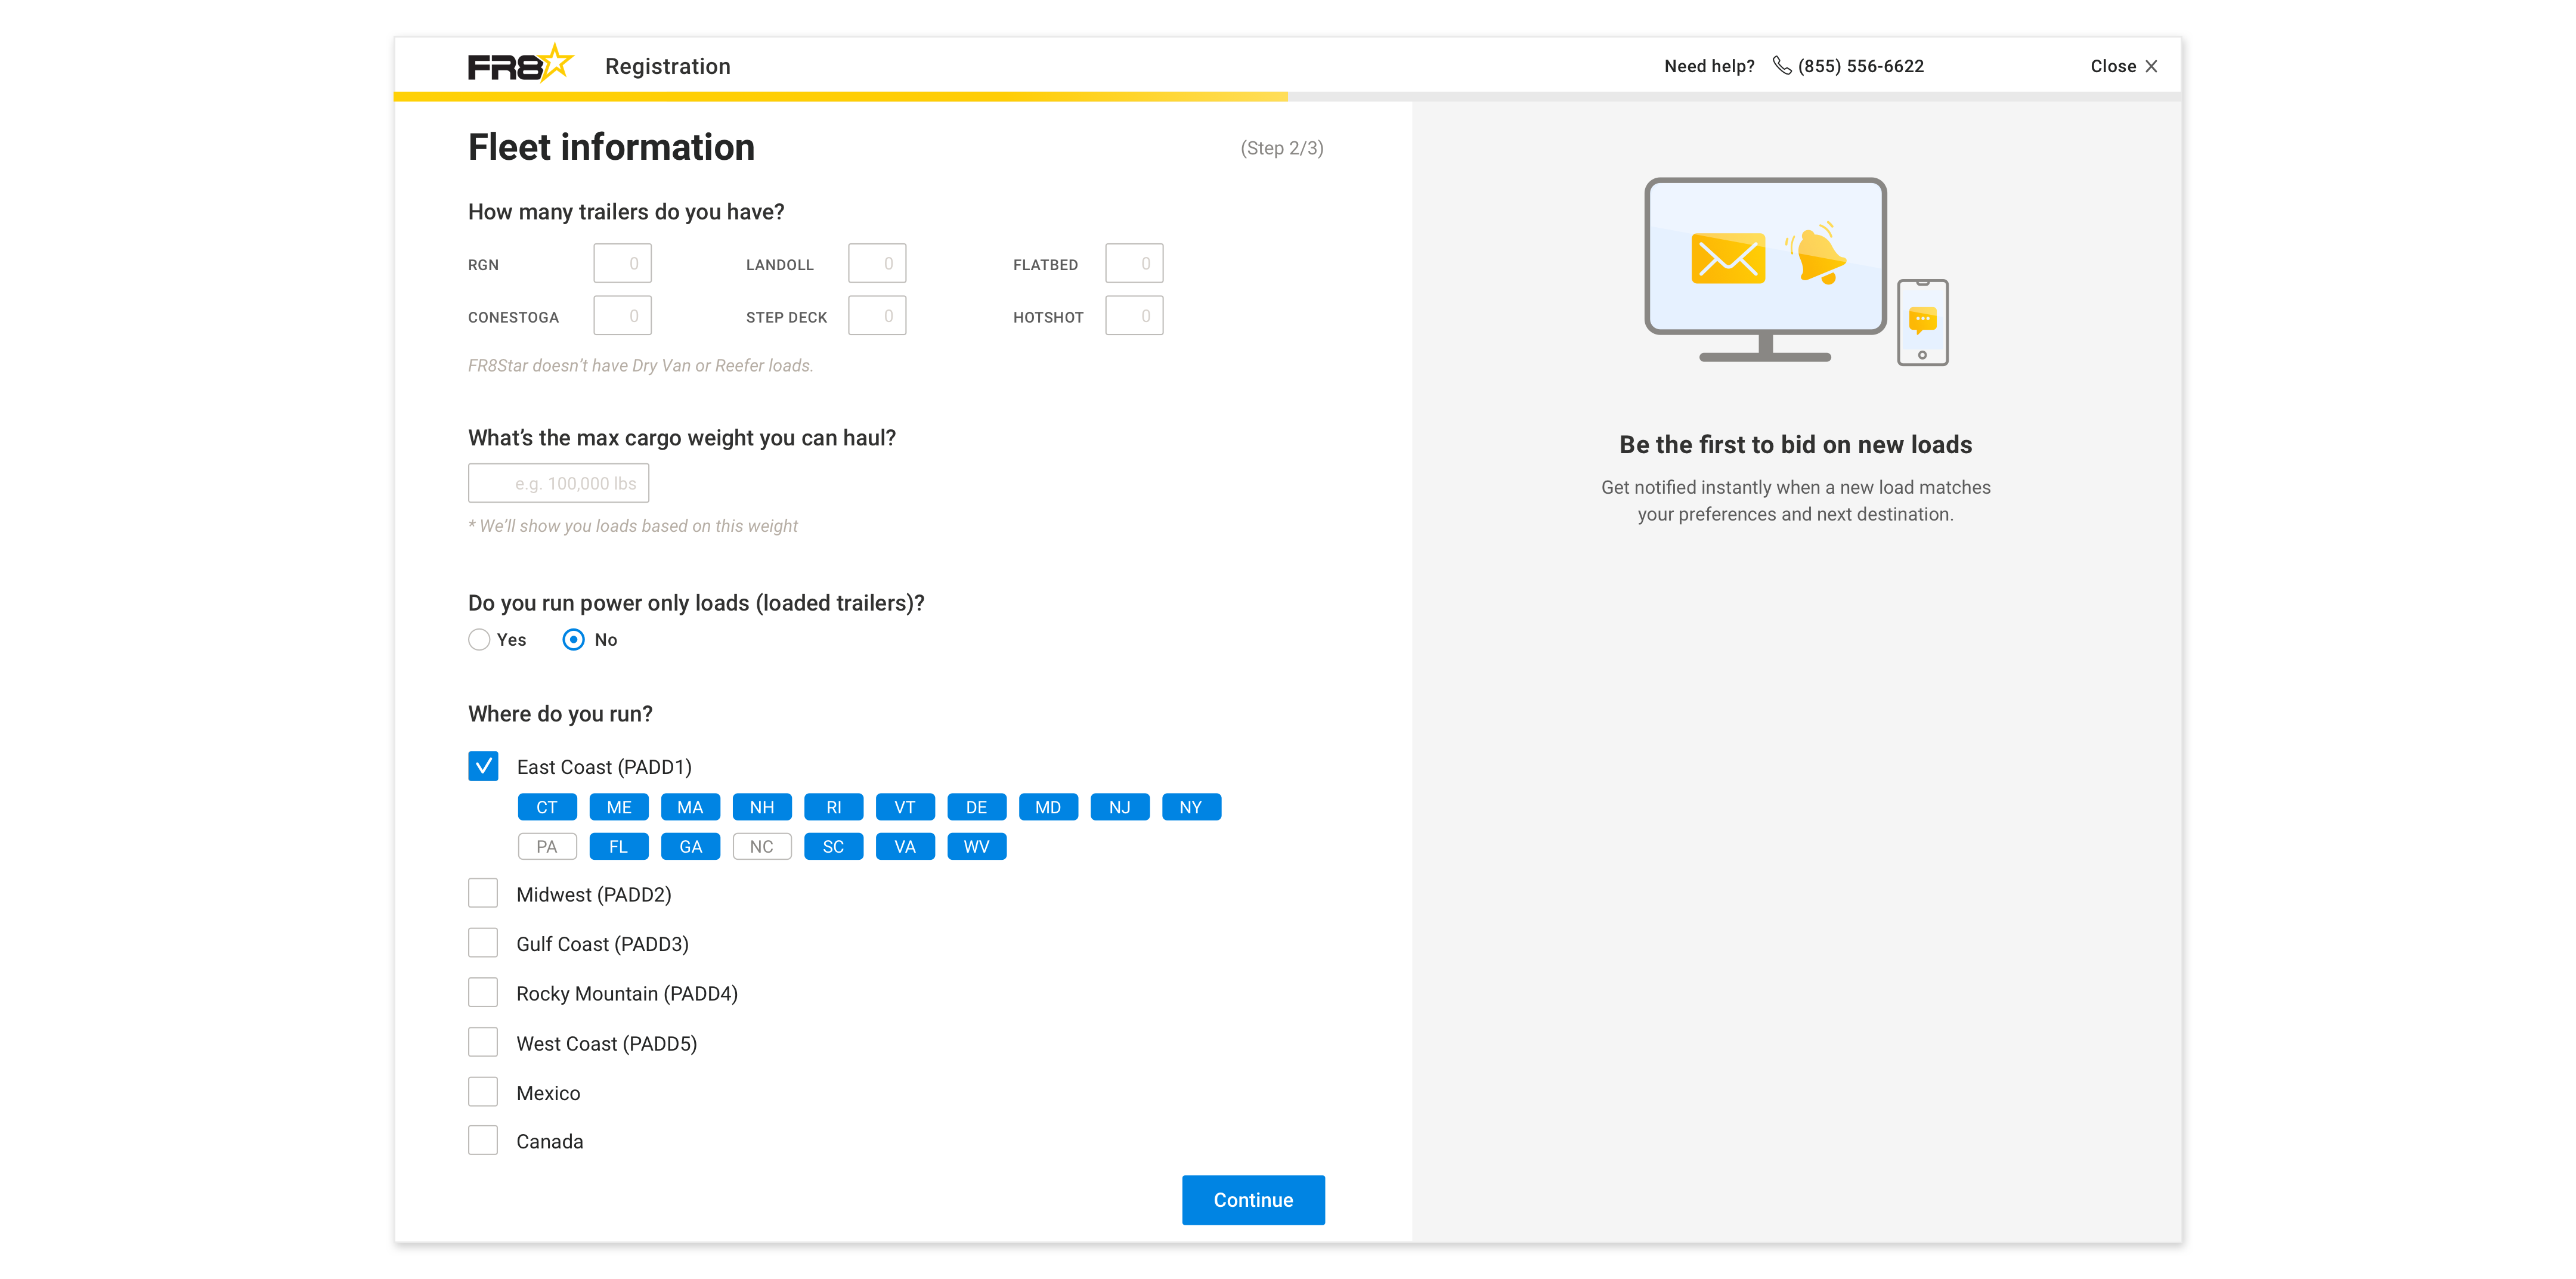 FR8 Registration Need help? (855) 556-6622 Close
Fleet information (Step 2/3)
How many trailers do you have?
RGN 0 LANDOLL 0 FLATBED 0
CONESTOGA 0 STEP DECK 0 HOTSHOT 0
FR8Star doesn’t have Dry Van or Reefer loads.
What’s the max cargo weight you can haul?
e.g. 100,000 lbs
* We’ll show you loads based on this weight
Do you run power only loads (loaded trailers)?
Yes No
Where do you run?
East Coast (PADD1)
CT ME MA NH RI VT DE MD NJ NY
PA FL GA NC SC VA WV
Midwest (PADD2)
Gulf Coast (PADD3)
Rocky Mountain (PADD4)
West Coast (PADD5)
Mexico
Canada
Continue
Be the first to bid on new loads
Get notified instantly when a new load matches
your preferences and next destination.